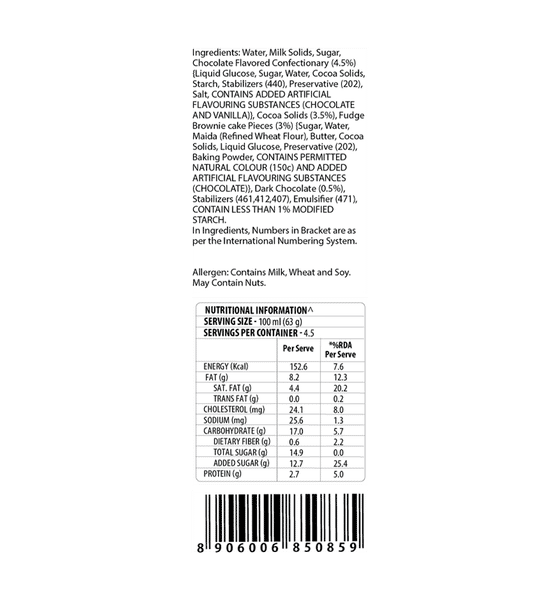 Ingredients: Water, Milk Solids, Sugar,
Chocolate Flavored Confectionary (4.5%)
{Liquid Glucose, Sugar, Water, Cocoa Solids,
Starch, Stabilizers (440), Preservative (202),
Salt, CONTAINS ADDED ARTIFICIAL
FLAVOURING SUBSTANCES (CHOCOLATE
AND VANILLA)}, Cocoa Solids (3.5%), Fudge
Brownie cake Pieces (3%) {Sugar, Water,
Maida (Refined Wheat Flour), Butter, Cocoa
Solids, Liquid Glucose, Preservative (202),
Baking Powder, CONTAINS PERMITTED
NATURAL COLOUR (150c) AND ADDED
ARTIFICIAL FLAVOURING SUBSTANCES
(CHOCOLATE)}, Dark Chocolate (0.5%),
Stabilizers (461,412,407), Emulsifier (471),
CONTAIN LESS THAN 1% MODIFIED
STARCH.
In Ingredients, Numbers in Bracket are as
per the International Numbering System.
Allergen: Contains Milk, Wheat and Soy.
May Contain Nuts.
NUTRITIONAL INFORMATION^
SERVING SIZE - 100 ml (63 g)
SERVINGS PER CONTAINER - 4.5
Per Serve *%RDA Per Serve
ENERGY (Kcal) 152.6 7.6
FAT (g) 8.2 12.3
SAT. FAT (g) 4.4 20.2
TRANS FAT (g) 0.0 0.2
CHOLESTEROL (mg) 24.1 8.0
SODIUM (mg) 25.6 1.3
CARBOHYDRATE (g) 17.0 5.7
DIETARY FIBER (g) 0.6 2.2
TOTAL SUGAR (g) 14.9 0.0
ADDED SUGAR (g) 12.7 25.4
PROTEIN (g) 2.7 5.0
8 906006 850859